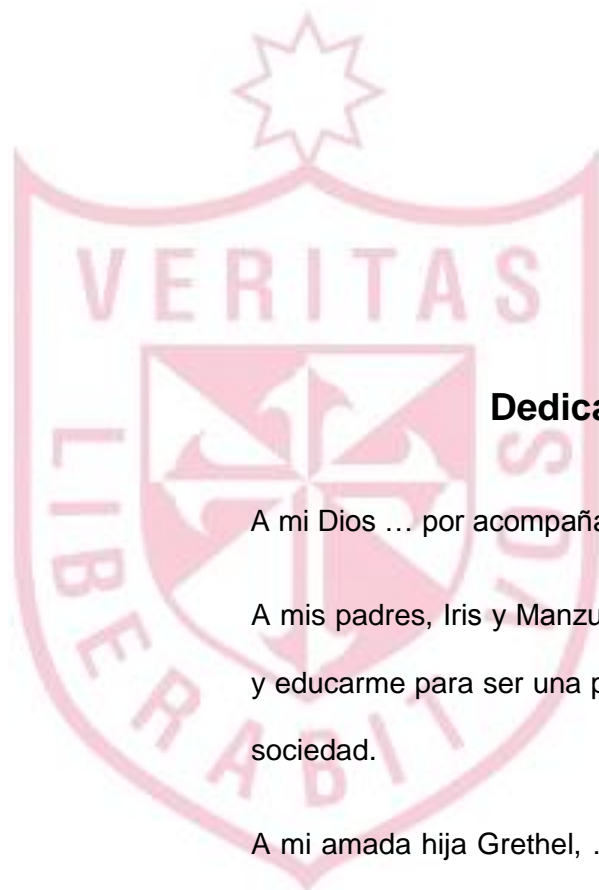 VERITAS
LIBERABIT
VOS
Dedica
A mi Dios … por acompaña
A mis padres, Iris y Manzu
y educarme para ser una p
sociedad.
A mi amada hija Grethel, .